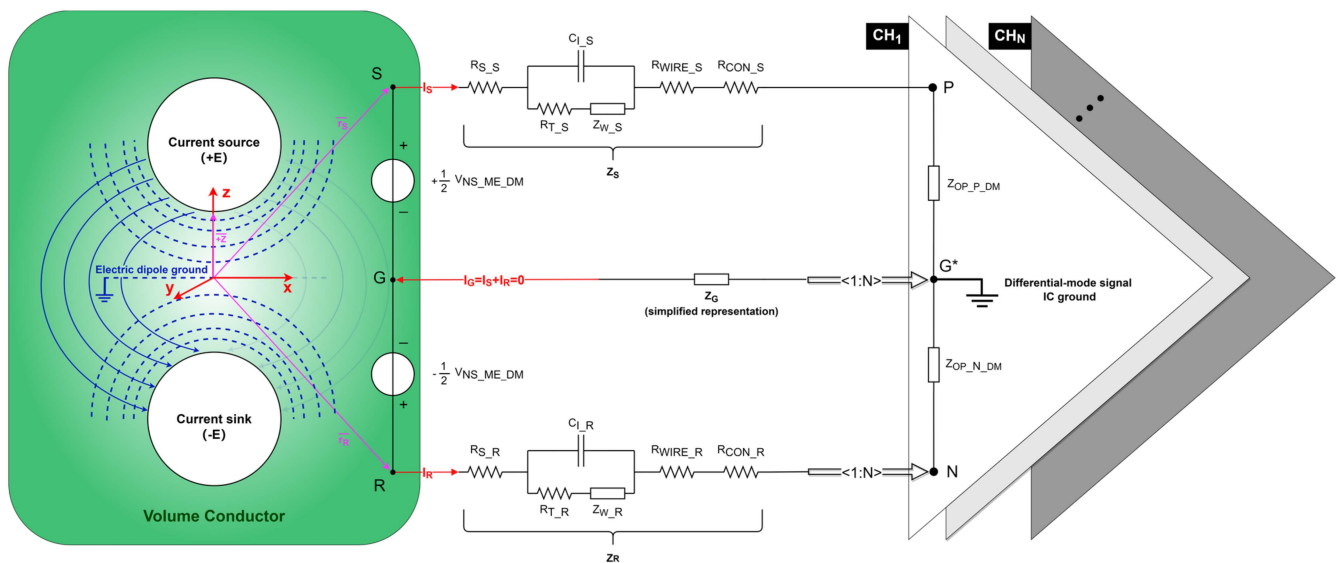 CH1
CHN
CI_S
S
IS
RS_S
RWIRE_S
RCON_S
P
RT_S
ZW_S
rS
ZS
Current source
(+E)
+
+1/2 VNS_ME_DM
–
ZOP_P_DM
z
+z
Electric dipole ground
G
IG=IS+IR=0
<1:N>
G*
y
x
ZG
(simplified representation)
Differential-mode signal
IC ground
–
-1/2 VNS_ME_DM
+
ZOP_N_DM
Current sink
(-E)
rR
CI_R
RS_R
RWIRE_R
RCON_R
IR
<1:N>
N
R
RT_R
ZW_R
Volume Conductor
ZR